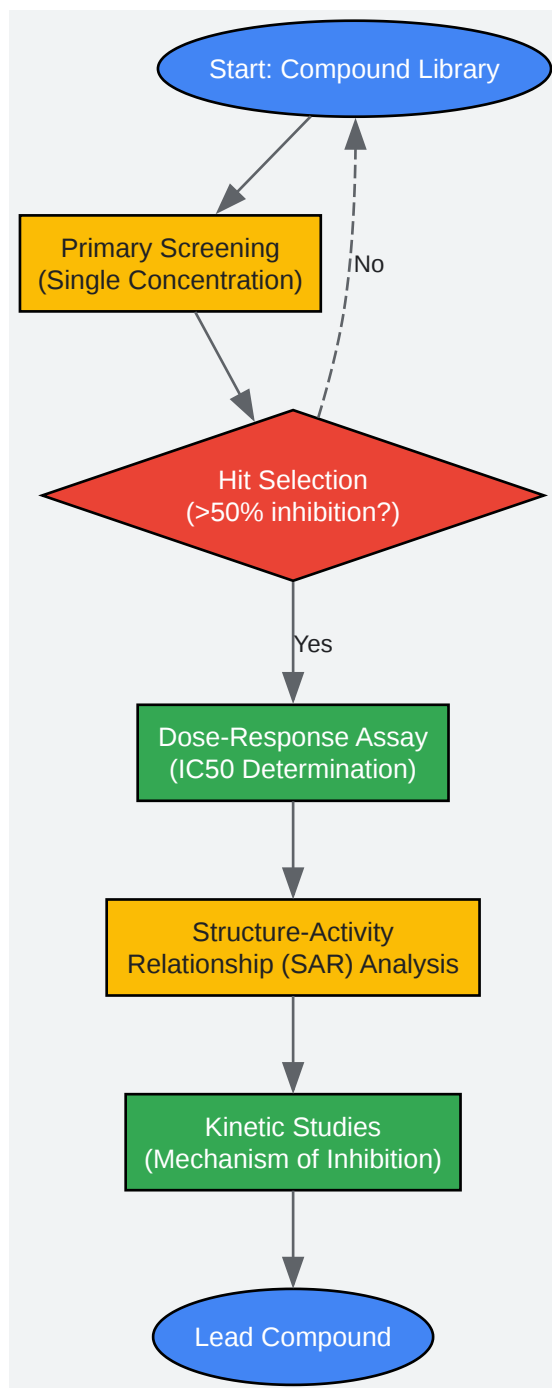 Start: Compound Library
Primary Screening
(Single Concentration)
No
Hit Selection
(>50% inhibition?)
Yes
Dose-Response Assay
(IC50 Determination)
Structure-Activity
Relationship (SAR) Analysis
Kinetic Studies
(Mechanism of Inhibition)
Lead Compound